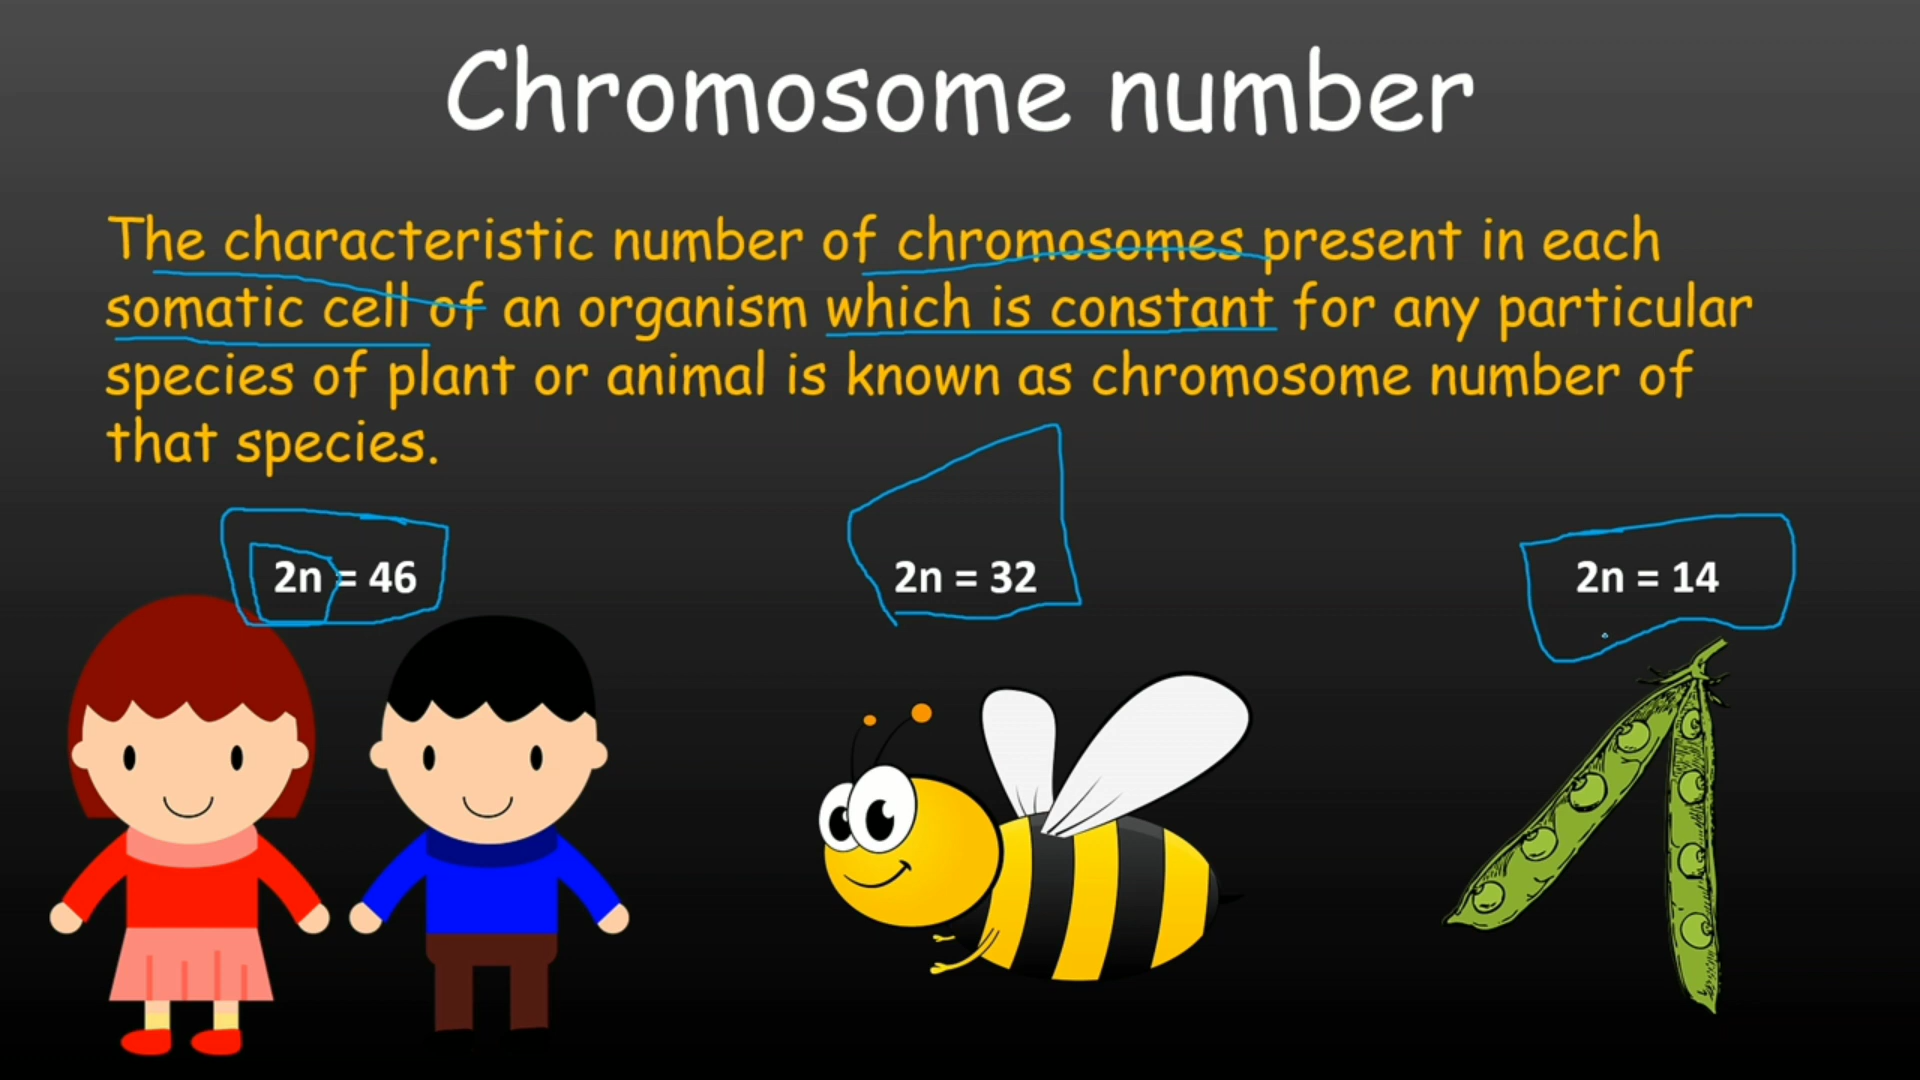 Chromosome number
The characteristic number of chromosomes present in each
somatic cell of an organism which is constant for any particular
species of plant or animal is known as chromosome number of
that species.
2n = 46
2n = 32
2n = 14